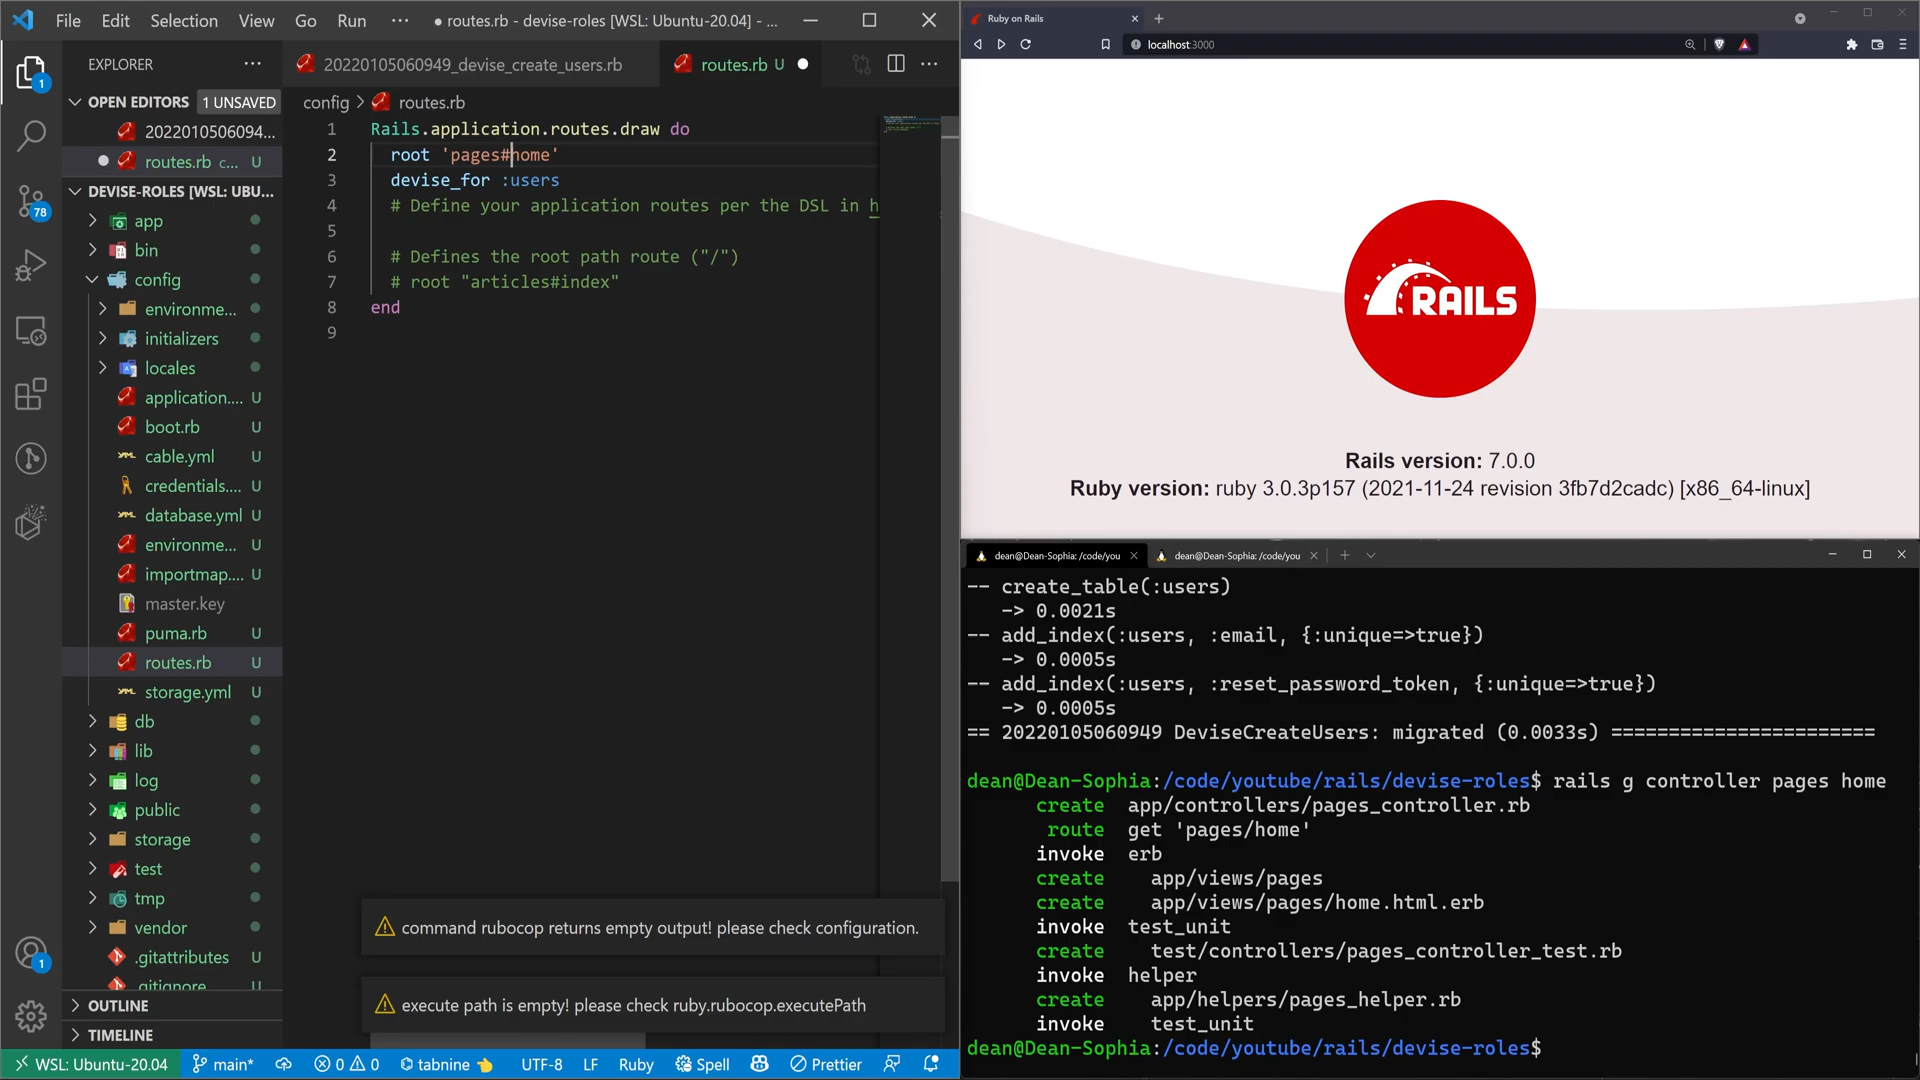 File Edit Selection View Go Run ··· ● routes.rb - devise-roles [WSL: Ubuntu-20.04] - ...
EXPLORER ···
OPEN EDITORS 1 UNSAVED
2022010506094...
routes.rb c... U
DEVISE-ROLES [WSL: UBU...
app
bin
config
environme...
initializers
locales
application.... U
boot.rb U
cable.yml U
credentials.... U
database.yml U
environme... U
importmap.... U
master.key
puma.rb U
routes.rb U
storage.yml U
db
lib
log
public
storage
test
tmp
vendor
.gitattributes U
.gitignore U
OUTLINE
TIMELINE
1
78
1
20220105060949_devise_create_users.rb
routes.rb U ●
config > routes.rb
1 Rails.application.routes.draw do
2 root 'pages#home'
3 devise_for :users
4 # Define your application routes per the DSL in h
5
6 # Defines the root path route ("/")
7 # root "articles#index"
8 end
9
command rubocop returns empty output! please check configuration.
execute path is empty! please check ruby.rubocop.executePath
WSL: Ubuntu-20.04 main* 0 0 tabnine UTF-8 LF Ruby Spell Prettier
Ruby on Rails
localhost:3000
RAILS
Rails version: 7.0.0
Ruby version: ruby 3.0.3p157 (2021-11-24 revision 3fb7d2cadc) [x86_64-linux]
dean@Dean-Sophia: /code/you
dean@Dean-Sophia: /code/you
-- create_table(:users)
-> 0.0021s
-- add_index(:users, :email, {:unique=>true})
-> 0.0005s
-- add_index(:users, :reset_password_token, {:unique=>true})
-> 0.0005s
== 20220105060949 DeviseCreateUsers: migrated (0.0033s) =======================
dean@Dean-Sophia:/code/youtube/rails/devise-roles$ rails g controller pages home
create app/controllers/pages_controller.rb
route get 'pages/home'
invoke erb
create app/views/pages
create app/views/pages/home.html.erb
invoke test_unit
create test/controllers/pages_controller_test.rb
invoke helper
create app/helpers/pages_helper.rb
invoke test_unit
dean@Dean-Sophia:/code/youtube/rails/devise-roles$